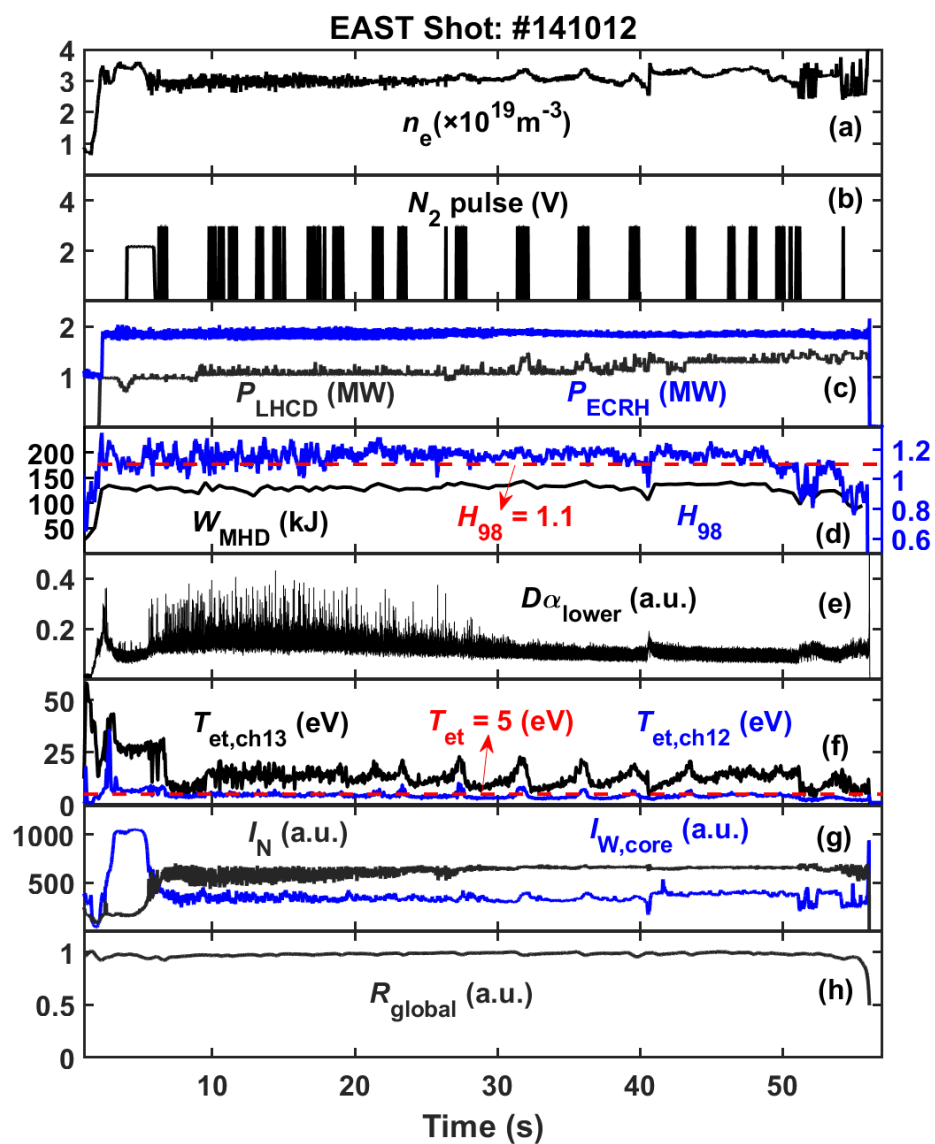 EAST Shot: #141012
4
3
2
1
n_e(×10^19m^-3)
(a)
4
2
N_2 pulse (V)
(b)
2
1
P_LHCD (MW)
P_ECRH (MW)
(c)
200
150
100
50
1.2
1
0.8
0.6
W_MHD (kJ)
H_98 = 1.1
H_98
(d)
0.4
0.2
Dα_lower (a.u.)
(e)
50
25
0
T_et,ch13 (eV)
T_et = 5 (eV)
T_et,ch12 (eV)
(f)
1000
500
I_N (a.u.)
I_W,core (a.u.)
(g)
1
0.5
0
R_global (a.u.)
(h)
10 20 30 40 50
Time (s)